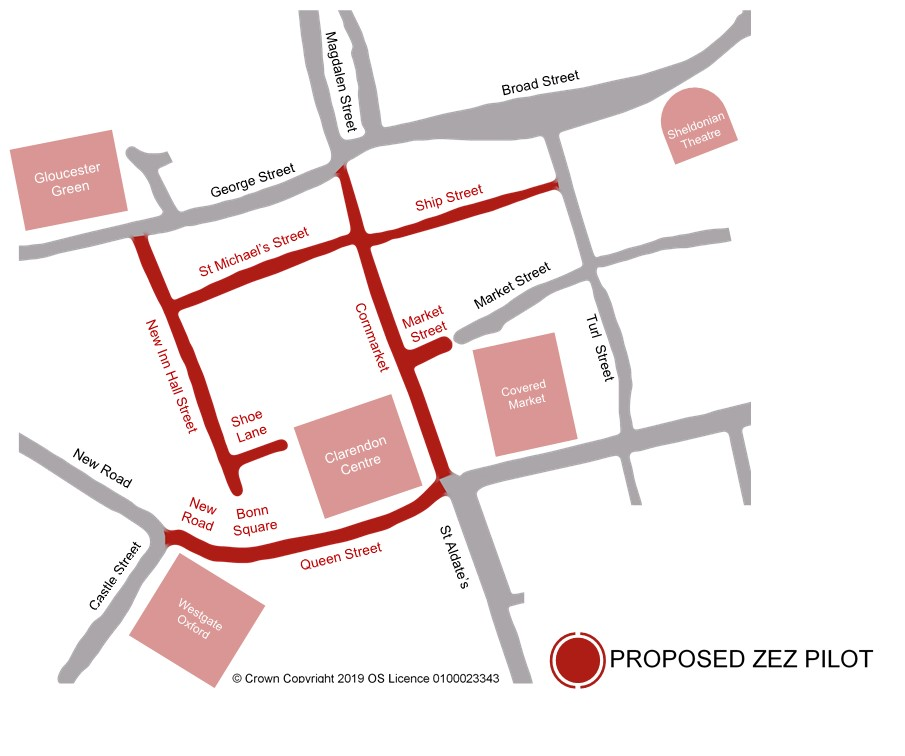 Magdalen Street
Broad Street
Sheldonian
Theatre
Gloucester
Green
George Street
Ship Street
St Michael's Street
Market Street
Market
Street
Cornmarket
New Inn Hall Street
Turl Street
Covered
Market
Shoe
Lane
Clarendon
Centre
New Road
New
Road
Bonn
Square
Queen Street
St Aldate's
Castle Street
Westgate
Oxford
PROPOSED ZEZ PILOT
© Crown Copyright 2019 OS Licence 0100023343